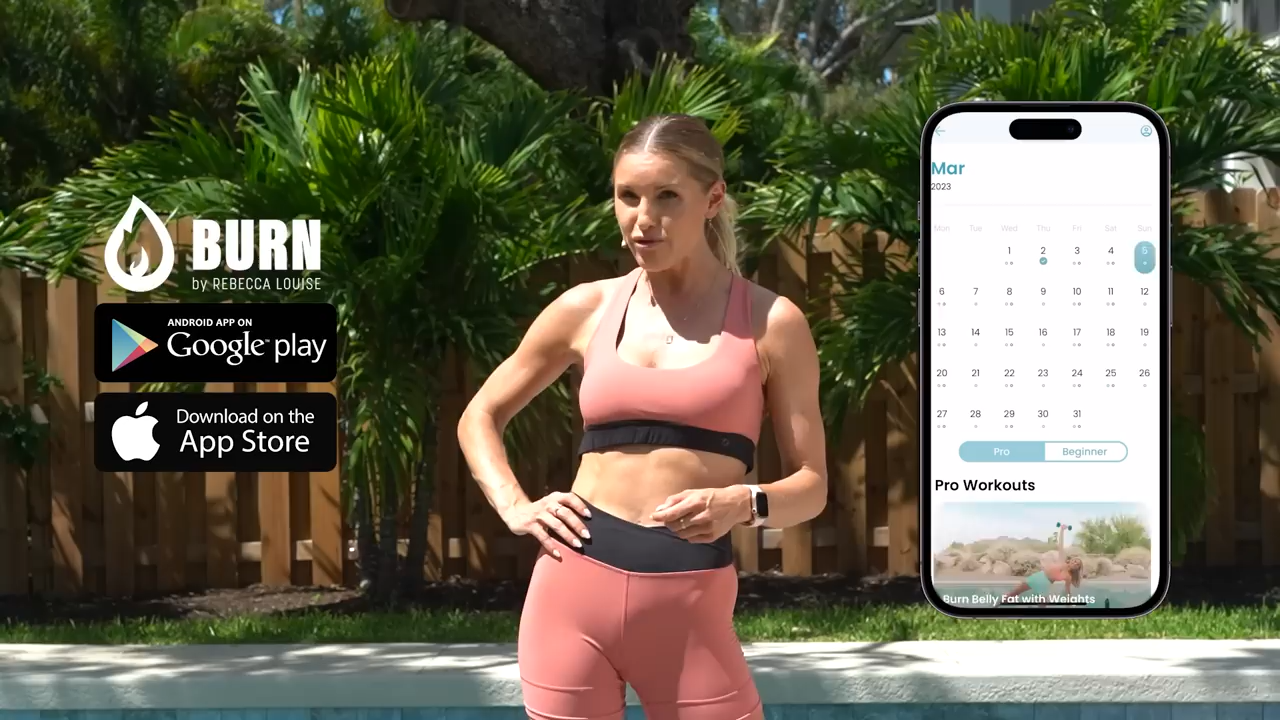 BURN
by REBECCA LOUISE
ANDROID APP ON
Google play
Download on the
App Store
Mar
2023
Mon Tue Wed Thu Fri Sat Sun
1 2 3 4 5
6 7 8 9 10 11 12
13 14 15 16 17 18 19
20 21 22 23 24 25 26
27 28 29 30 31
Pro Beginner
Pro Workouts
Burn Belly Fat with Weights